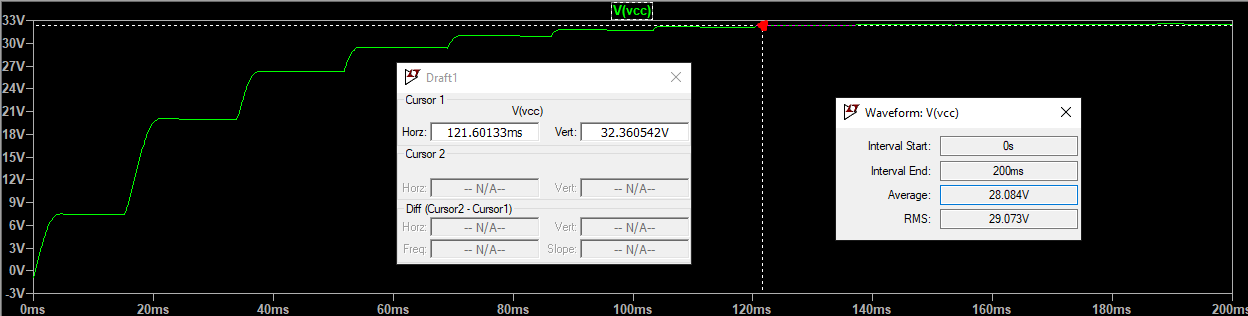 V(vcc)
33V
30V
27V
24V
21V
18V
15V
12V
9V
6V
3V
0V
-3V
0ms 20ms 40ms 60ms 80ms 100ms 120ms 140ms 160ms 180ms 200ms
Draft1
Cursor 1
V(vcc)
Horz: 121.60133ms Vert: 32.360542V
Cursor 2
Horz: -- N/A-- Vert: -- N/A--
Diff (Cursor2 - Cursor1)
Horz: -- N/A-- Vert: -- N/A--
Freq: -- N/A-- Slope: -- N/A--
Waveform: V(vcc)
Interval Start: 0s
Interval End: 200ms
Average: 28.084V
RMS: 29.073V